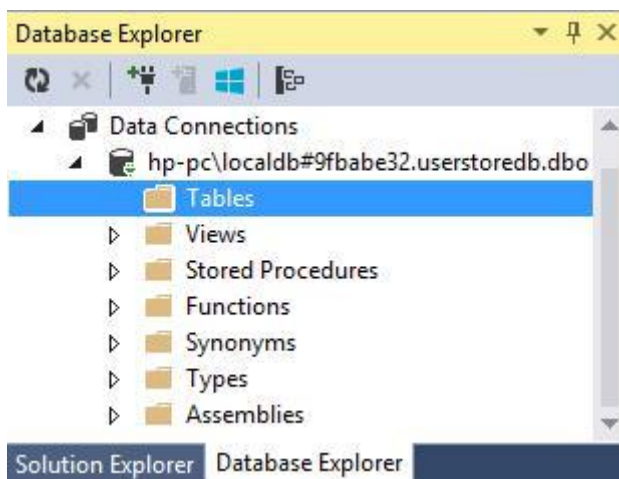 Database Explorer
Data Connections
hp-pc\localdb#9fbabe32.userstoredb.dbo
Tables
Views
Stored Procedures
Functions
Synonyms
Types
Assemblies
Solution Explorer Database Explorer